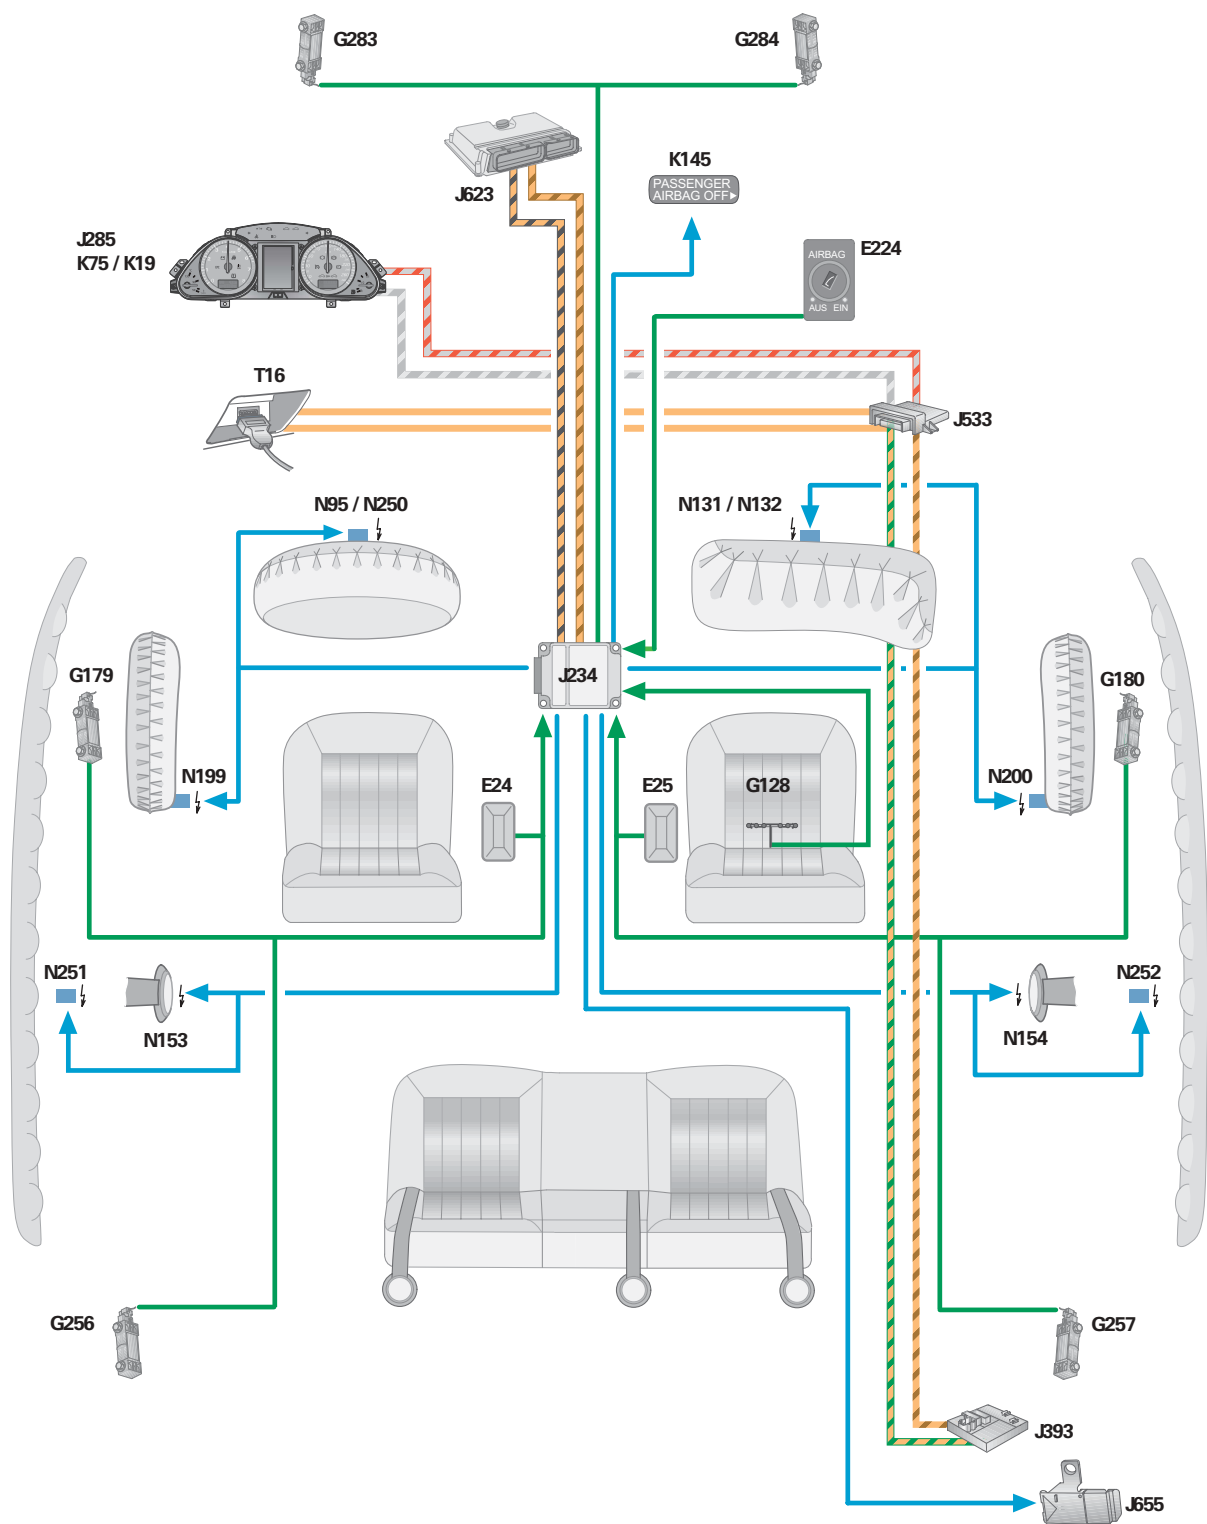 G283
G284
K145
PASSENGER
AIRBAG OFF
J623
J285
K75 / K19
E224
AIRBAG
AUS EIN
T16
J533
N95 / N250
N131 / N132
G179
J234
G180
N199
E24
E25
G128
N200
N251
N252
N153
N154
G256
G257
J393
J655